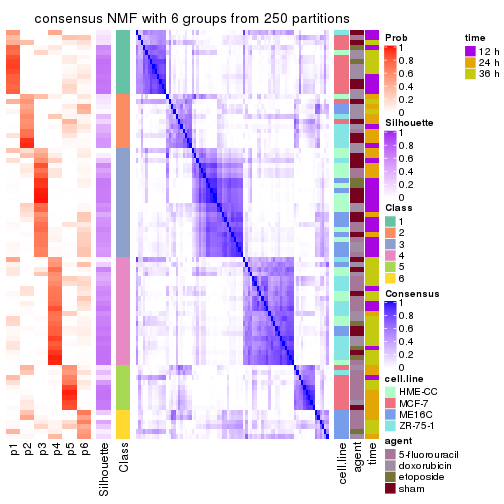 consensus NMF with 6 groups from 250 partitions
Prob
1
0.8
0.6
0.4
0.2
0
time
12 h
24 h
36 h
Silhouette
1
0.8
0.6
0.4
0.2
0
Class
1
2
3
4
5
6
Consensus
1
0.8
0.6
0.4
0.2
0
cell.line
HME-CC
MCF-7
ME16C
ZR-75-1
agent
5-fluorouracil
doxorubicin
etoposide
sham
p1
p2
p3
p4
p5
p6
Silhouette
Class
cell.line
agent
time